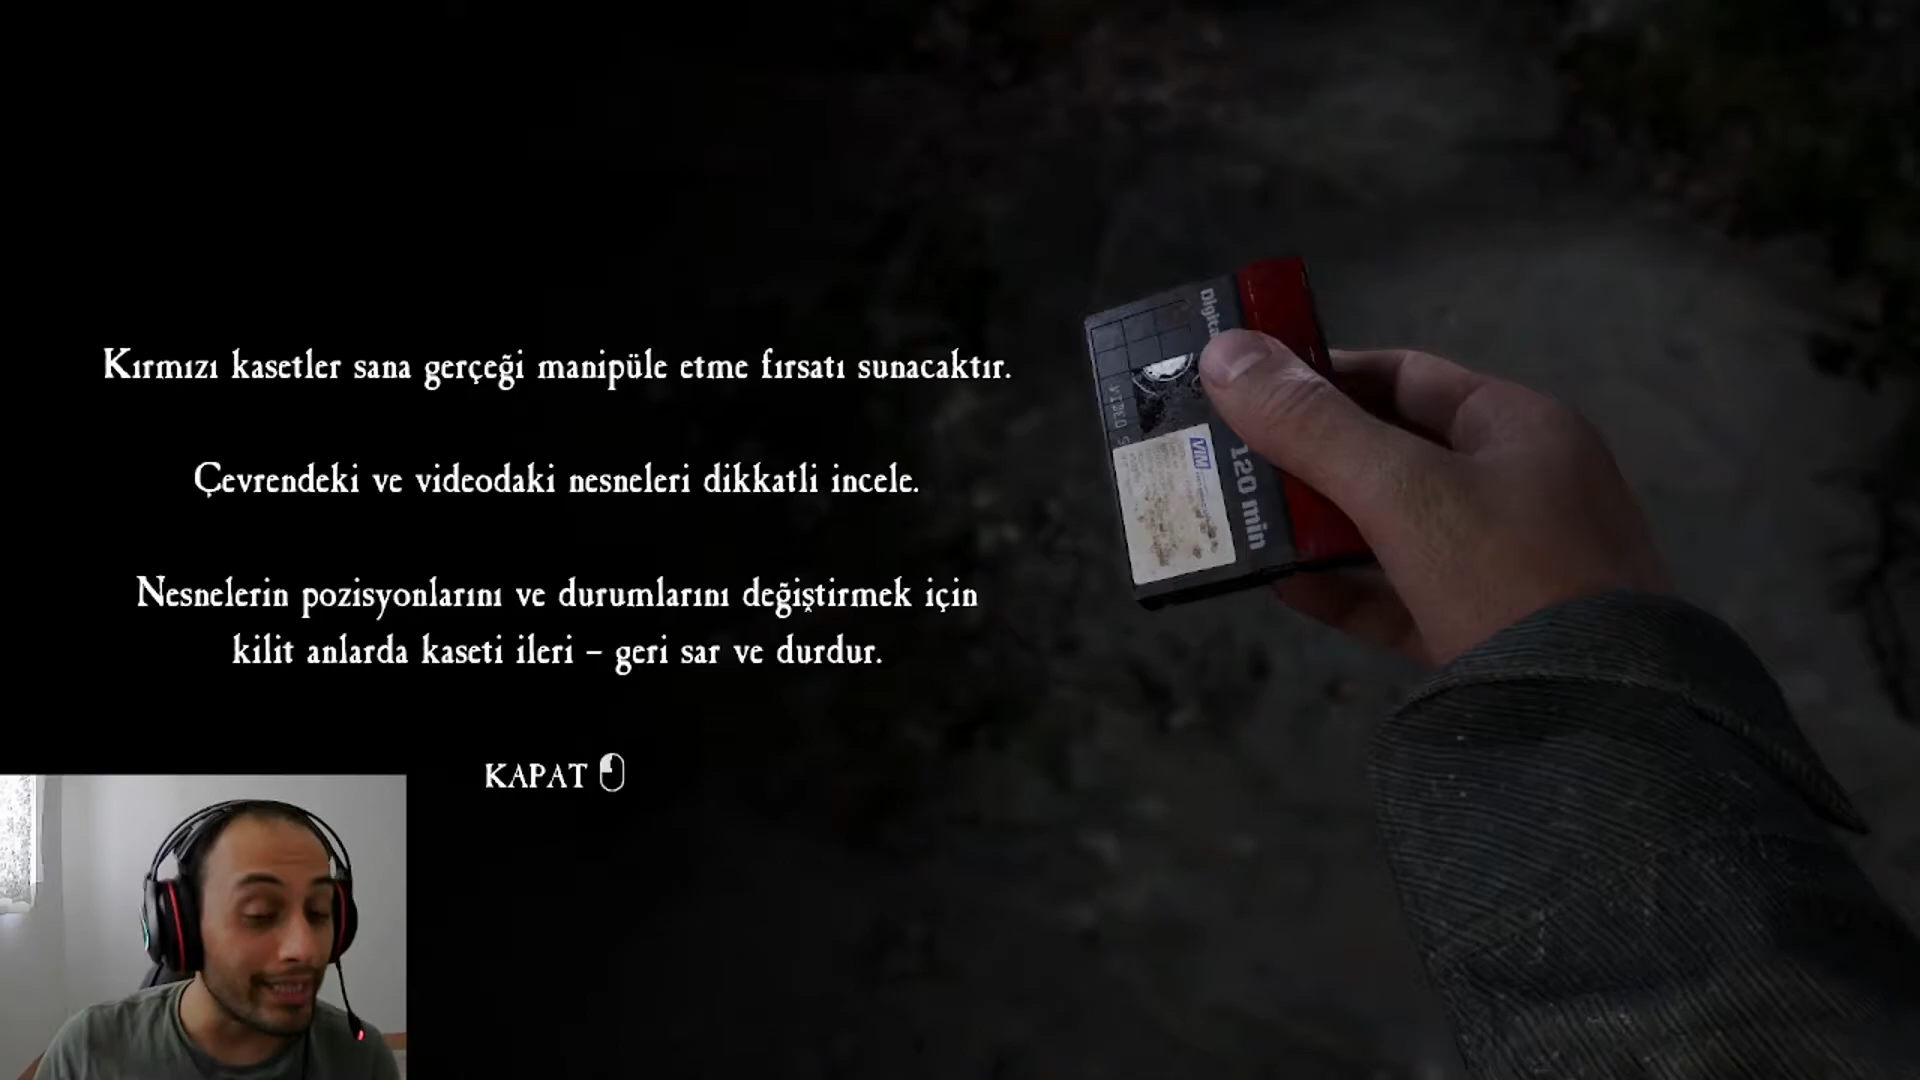 Kırmızı kasetler sana gerçeği manipüle etme fırsatı sunacaktır.
Çevrendeki ve videodaki nesneleri dikkatli incele.
Nesnelerin pozisyonlarını ve durumlarını değiştirmek için
kilit anlarda kaseti ileri – geri sar ve durdur.
KAPAT
120 min
VIDEO